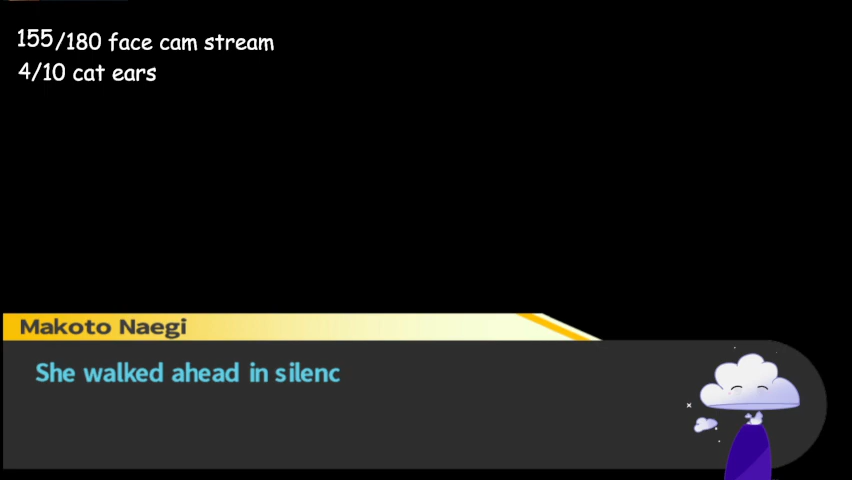 155/180 face cam stream
4/10 cat ears
Makoto Naegi
She walked ahead in silenc